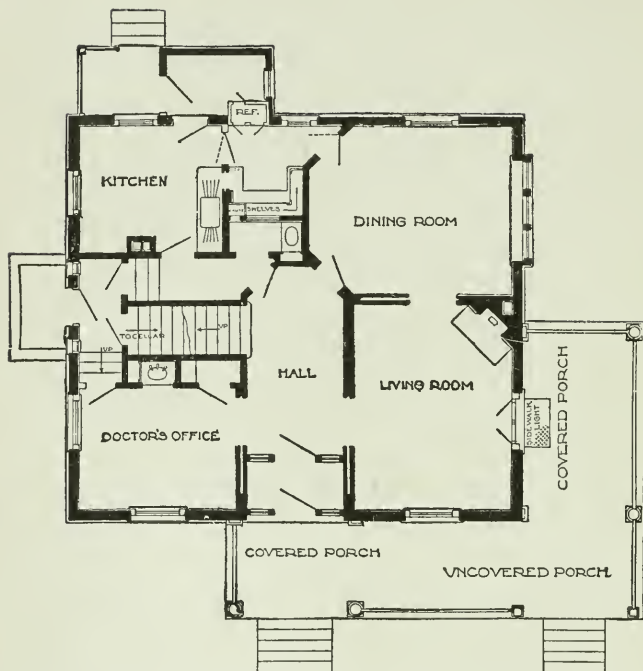 REF.
KITCHEN
SHELVES
DINING ROOM
TO CELLAR
UP
UP
HALL
LIVING ROOM
DOCTOR'S OFFICE
SIDEWALK
LIGHT
COVERED PORCH
COVERED PORCH
UNCOVERED PORCH